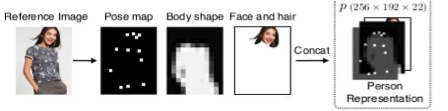 Reference Image
Pose map
Body shape
Face and hair
Concat
p (256 × 192 × 22)
Person
Representation